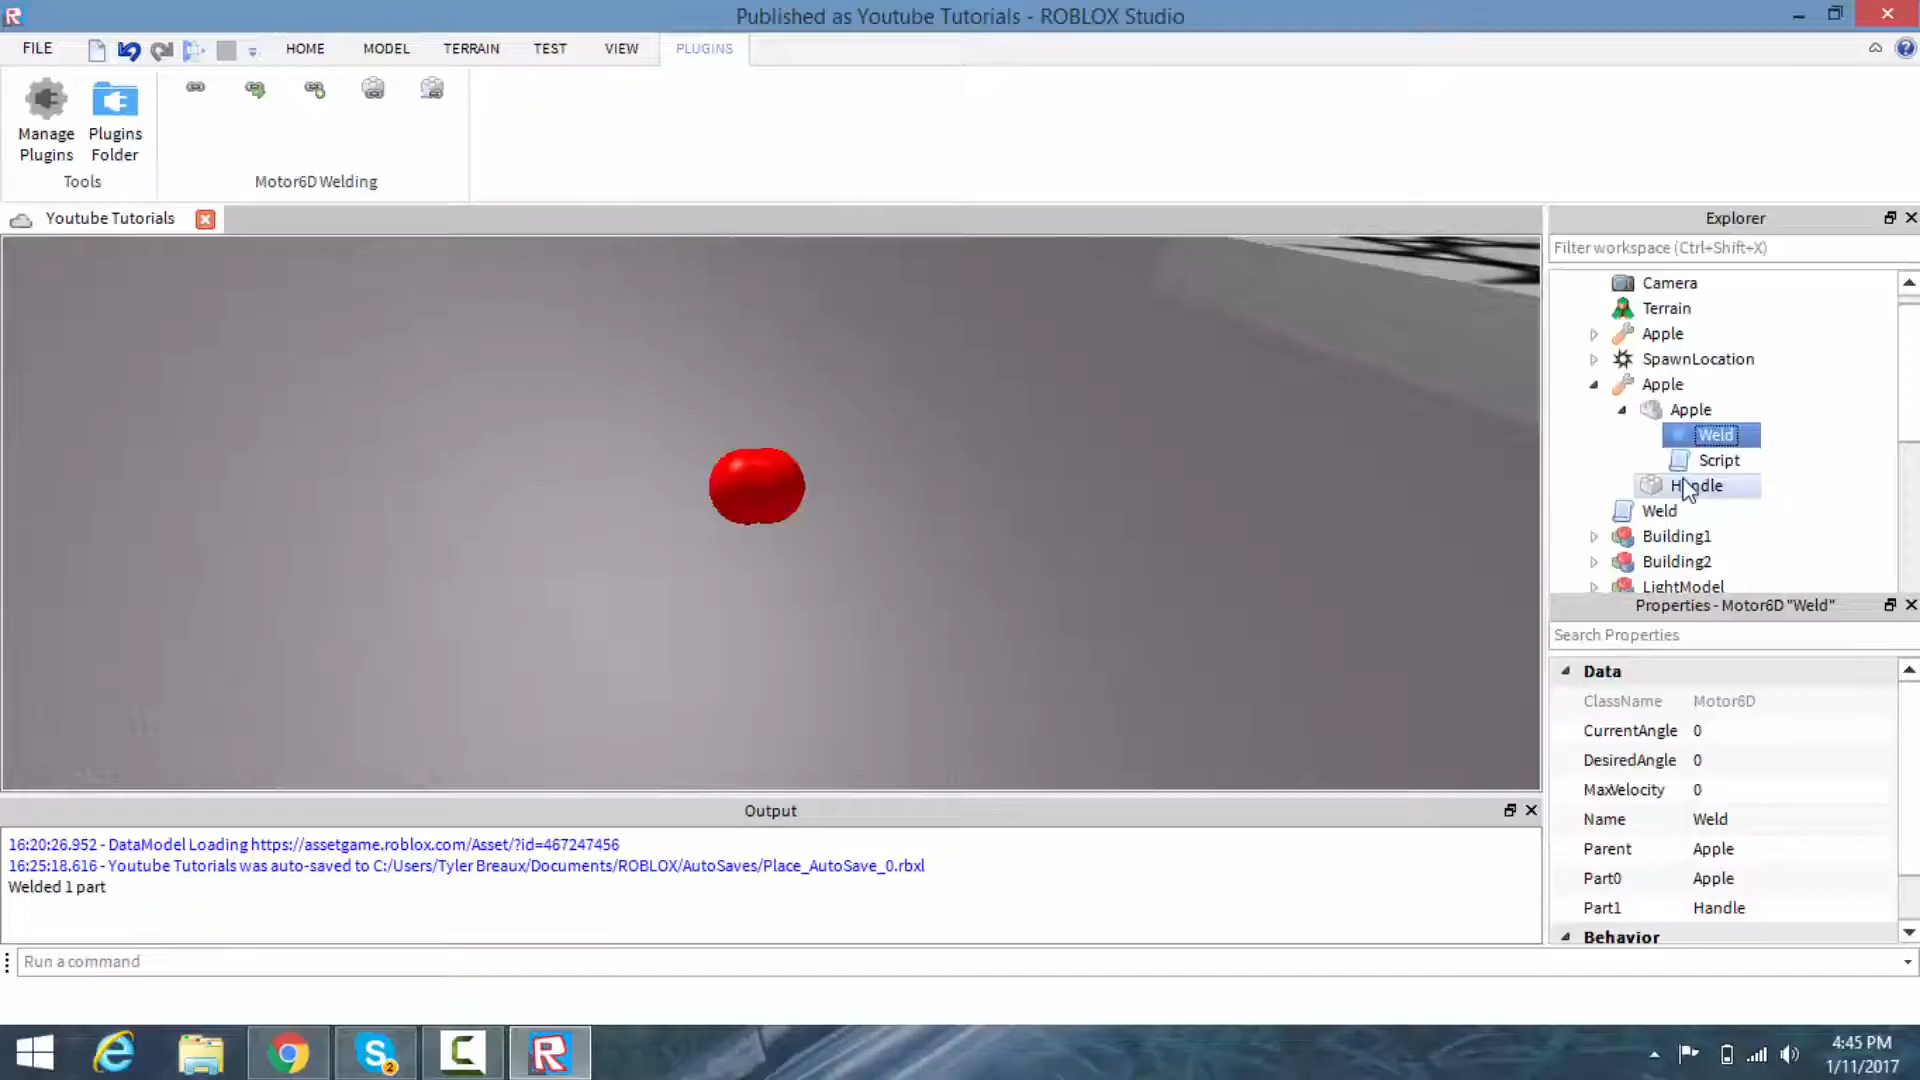 Published as Youtube Tutorials - ROBLOX Studio
FILE HOME MODEL TERRAIN TEST VIEW PLUGINS
Manage Plugins
Plugins Folder
Tools
Motor6D Welding
Youtube Tutorials
Explorer
Filter workspace (Ctrl+Shift+X)
Camera
Terrain
Apple
SpawnLocation
Apple
Apple
Weld
Script
Handle
Weld
Building1
Building2
LightModel
Properties - Motor6D "Weld"
Search Properties
Data
ClassName Motor6D
CurrentAngle 0
DesiredAngle 0
MaxVelocity 0
Name Weld
Parent Apple
Part0 Apple
Part1 Handle
Behavior
Output
16:20:26.952 - DataModel Loading https://assetgame.roblox.com/Asset/?id=467247456
16:25:18.616 - Youtube Tutorials was auto-saved to C:/Users/Tyler Breaux/Documents/ROBLOX/AutoSaves/Place_AutoSave_0.rbxl
Welded 1 part
Run a command
2
4:45 PM
1/11/2017